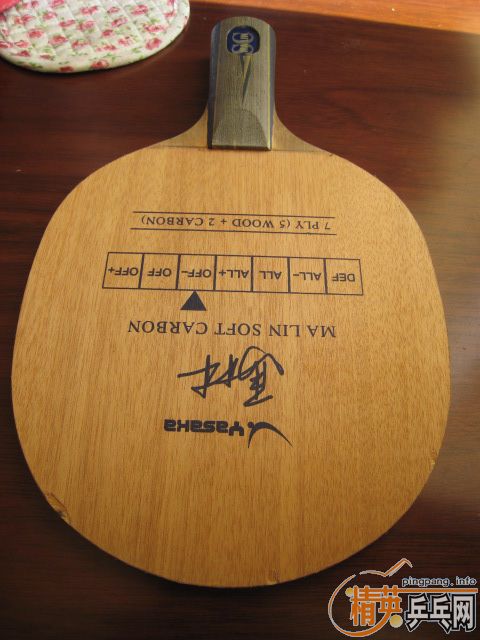 Yasaka
MA LIN SOFT CARBON
DEF ALL- ALL ALL+ OFF- OFF OFF+
7 PLY (5 WOOD + 2 CARBON)
pingpang.info
精英乒乓网